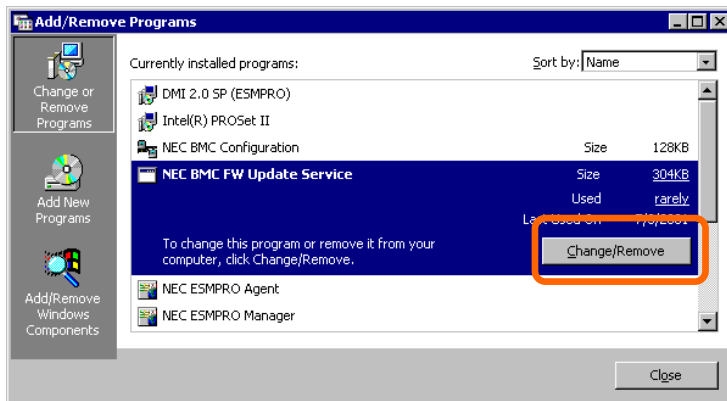 Add/Remove Programs
Change or
Remove
Programs
Add New
Programs
Add/Remove
Windows
Components
Currently installed programs:
Sort by: Name
DMI 2.0 SP (ESMPRO)
Intel(R) PROSet II
NEC BMC Configuration Size 128KB
NEC BMC FW Update Service Size 304KB
Used rarely
Last Used On
To change this program or remove it from your
computer, click Change/Remove.
Change/Remove
NEC ESMPRO Agent
NEC ESMPRO Manager
Close